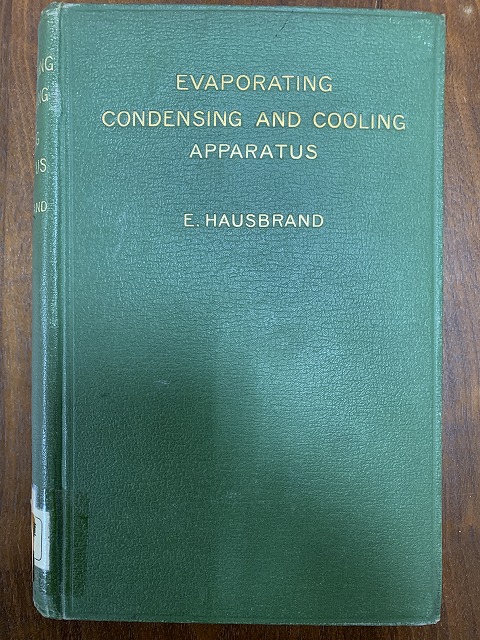 EVAPORATING
CONDENSING AND COOLING
APPARATUS
E. HAUSBRAND